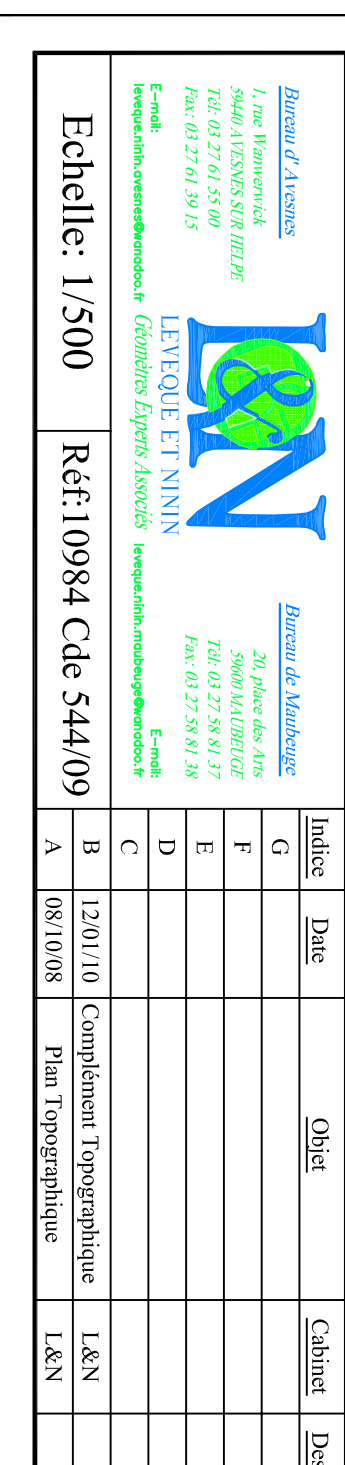 Bureau d' Avesnes
1, rue Wanwerwick
59440 AVESNES SUR HELPE
Tél: 03 27 61 55 00
Fax: 03 27 61 39 15
E-mail:
leveque.ninin.avesnes@wanadoo.fr
L&N
LEVEQUE ET NININ
Géomètres Experts Associés
Bureau de Maubeuge
20, place des Arts
59600 MAUBEUGE
Tél: 03 27 58 81 37
Fax: 03 27 58 81 38
E-mail:
leveque.ninin.maubeuge@wanadoo.fr
Echelle: 1/500
Réf:10984 Cde 544/09
Indice Date Objet Cabinet Des
G
F
E
D
C
B 12/01/10 Complément Topographique L&N
A 08/10/08 Plan Topographique L&N